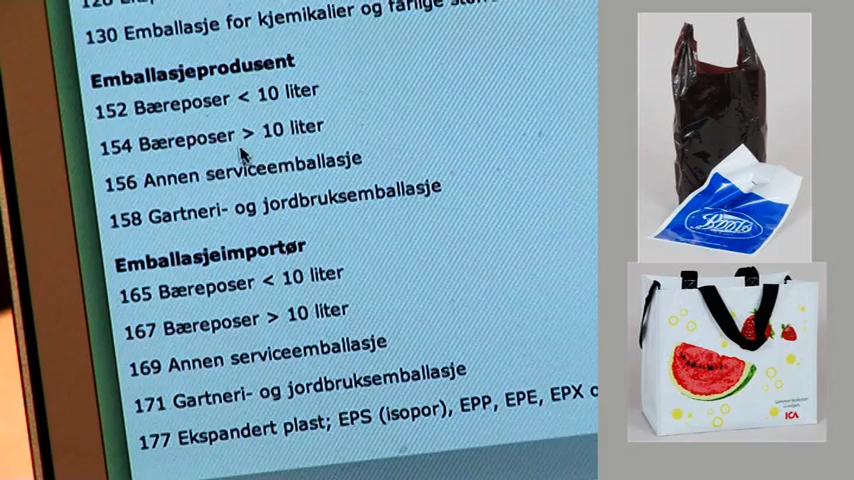 130 Emballasje for kjemikalier og farlige
Emballasjeprodusent
152 Bæreposer < 10 liter
154 Bæreposer > 10 liter
156 Annen serviceemballasje
158 Gartneri- og jordbruksemballasje
Emballasjeimportør
165 Bæreposer < 10 liter
167 Bæreposer > 10 liter
169 Annen serviceemballasje
171 Gartneri- og jordbruksemballasje
177 Ekspandert plast; EPS (isopor), EPP, EPE, EPX
Boots
ICA